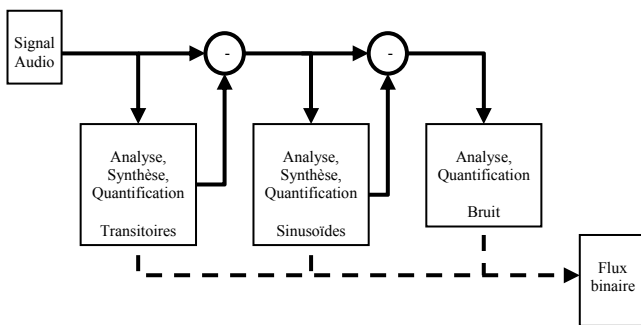 Signal
Audio
-
-
Analyse,
Synthèse,
Quantification
Transitoires
Analyse,
Synthèse,
Quantification
Sinusoïdes
Analyse,
Quantification
Bruit
Flux
binaire